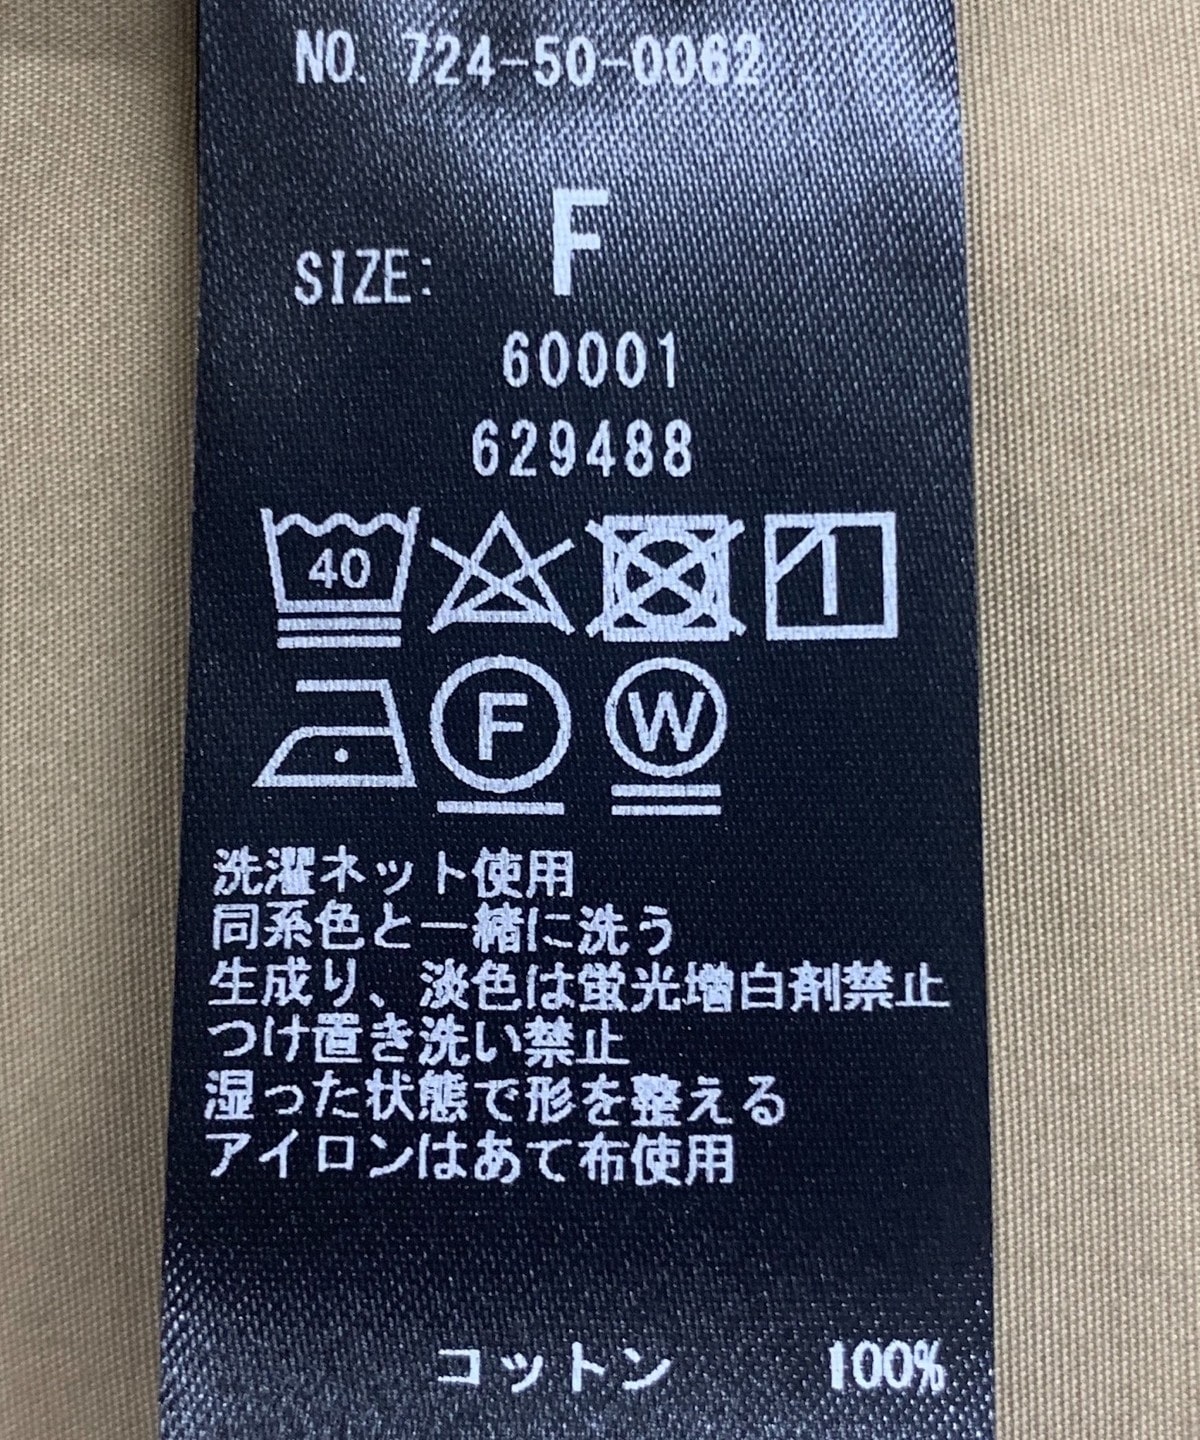 NO. 724-50-0062
SIZE: F
60001
629488
40
F W
洗濯ネット使用
同系色と一緒に洗う
生成り、淡色は蛍光増白剤禁止
つけ置き洗い禁止
湿った状態で形を整える
アイロンはあて布使用
コットン 100%